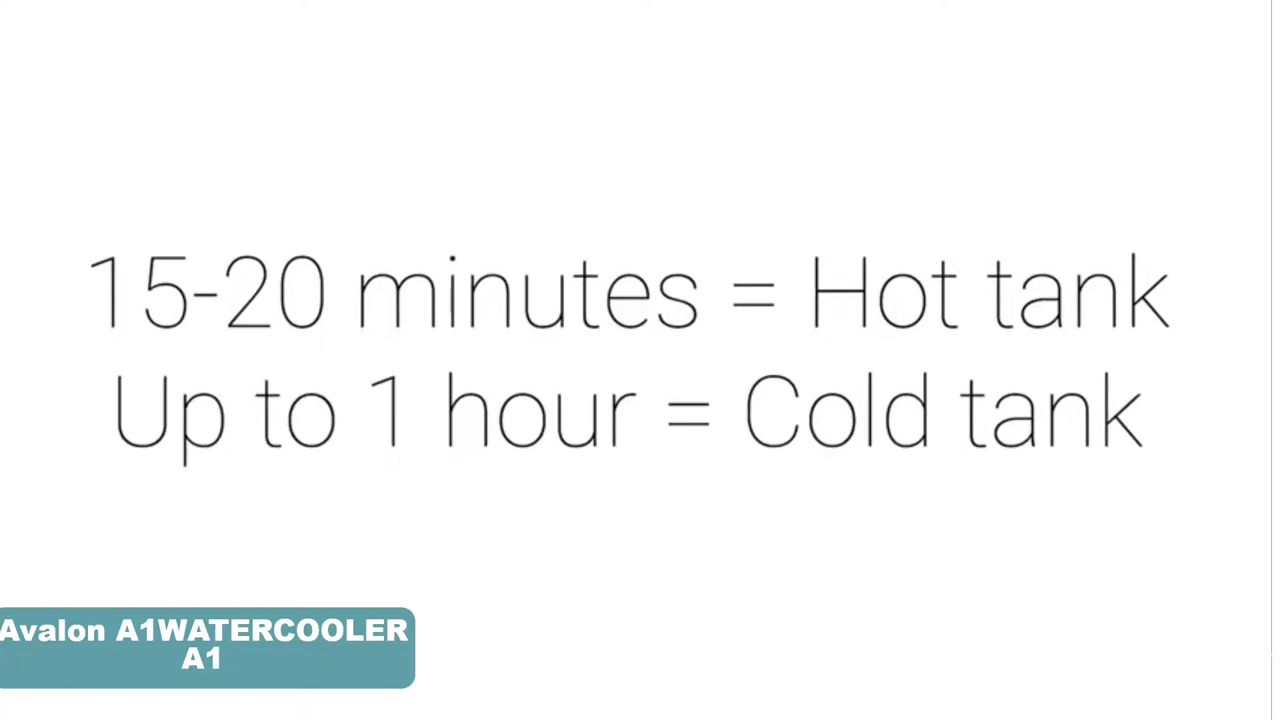 15-20 minutes = Hot tank
Up to 1 hour = Cold tank
Avalon A1WATERCOOLER
A1